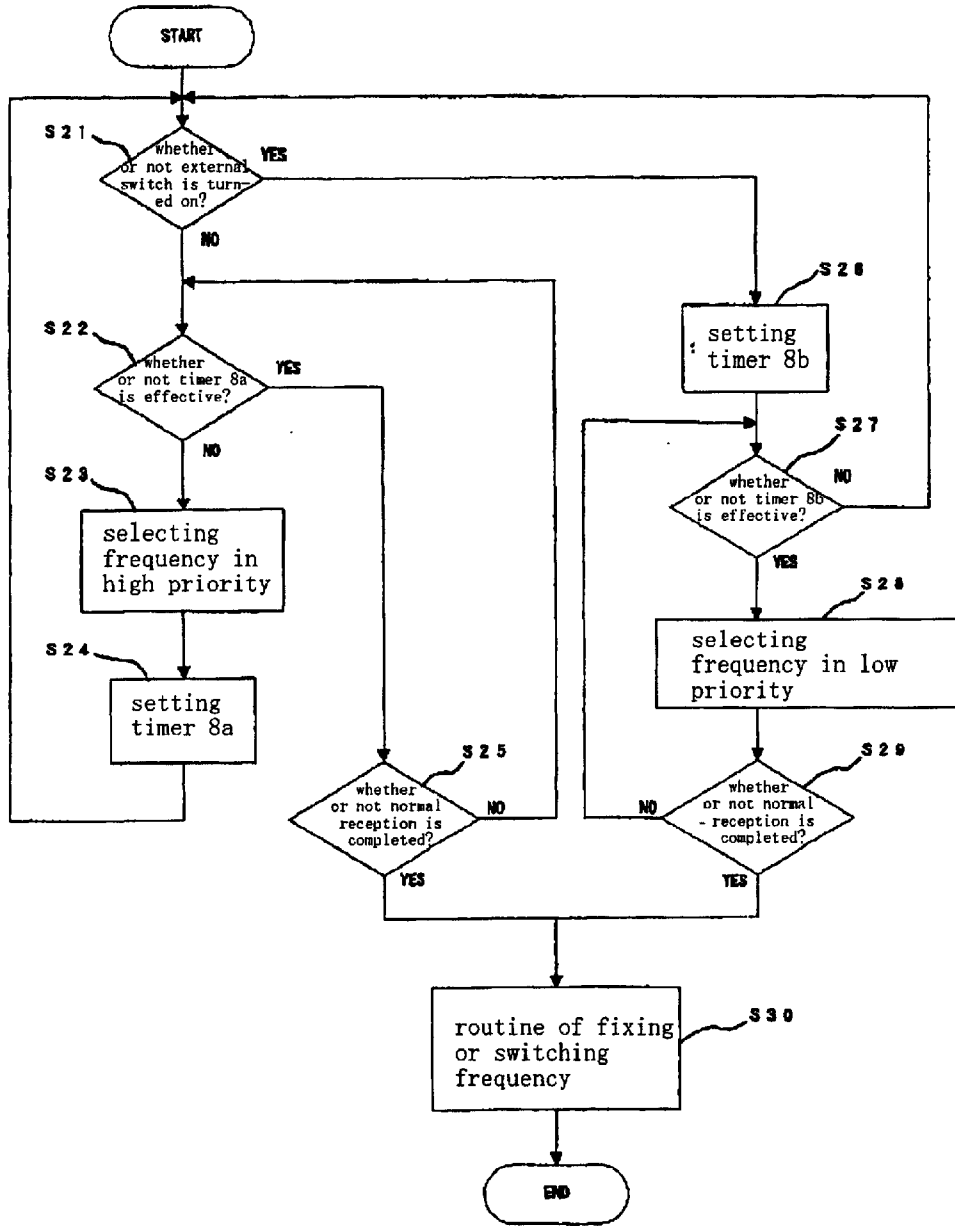 START
S21
whether
or not external
switch is turn-
ed on?
YES
NO
S22
whether
or not timer 8a
is effective?
YES
NO
S23
selecting
frequency in
high priority
S24
setting
timer 8a
S25
whether
or not normal
reception is
completed?
NO
YES
S26
setting
timer 8b
S27
whether
or not timer 8b
is effective?
NO
YES
S28
selecting
frequency in low
priority
S29
whether
or not normal
reception is
completed?
NO
YES
S30
routine of fixing
or switching
frequency
END